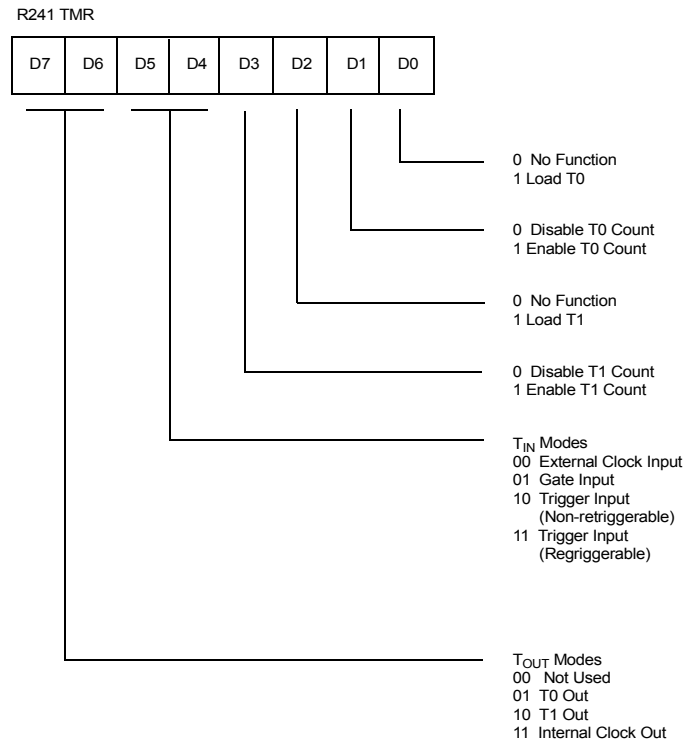 R241 TMR
D7 D6 D5 D4 D3 D2 D1 D0
0 No Function
1 Load T0
0 Disable T0 Count
1 Enable T0 Count
0 No Function
1 Load T1
0 Disable T1 Count
1 Enable T1 Count
TIN Modes
00 External Clock Input
01 Gate Input
10 Trigger Input
(Non-retriggerable)
11 Trigger Input
(Regriggerable)
TOUT Modes
00 Not Used
01 T0 Out
10 T1 Out
11 Internal Clock Out